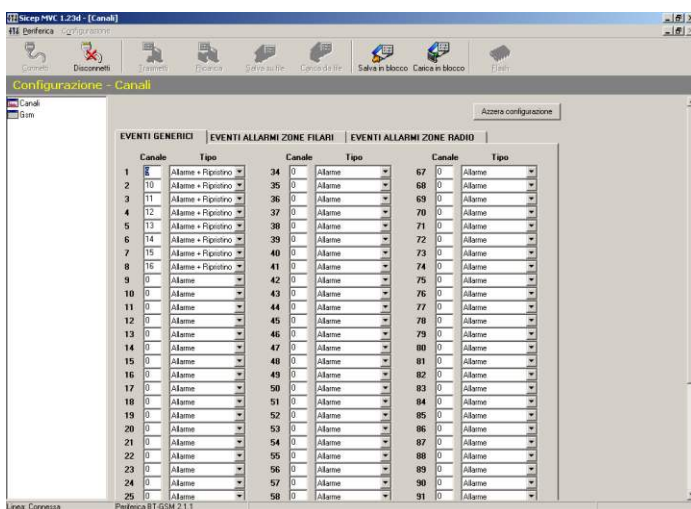 Sicep MVC 1.23d - [Canali]
Periferica Configurazione
Connetti Disconnetti Trasmetti Ricarica Salva su file Carica da file Salva in blocco Carica in blocco Flash
Configurazione - Canali
Canali
Gsm
Azzera configurazione
EVENTI GENERICI EVENTI ALLARMI ZONE FILARI EVENTI ALLARMI ZONE RADIO
Canale Tipo Canale Tipo Canale Tipo
1 Allarme + Ripristino 34 0 Allarme 67 0 Allarme
2 10 Allarme + Ripristino 35 0 Allarme 68 0 Allarme
3 11 Allarme + Ripristino 36 0 Allarme 69 0 Allarme
4 12 Allarme + Ripristino 37 0 Allarme 70 0 Allarme
5 13 Allarme + Ripristino 38 0 Allarme 71 0 Allarme
6 14 Allarme + Ripristino 39 0 Allarme 72 0 Allarme
7 15 Allarme + Ripristino 40 0 Allarme 73 0 Allarme
8 16 Allarme + Ripristino 41 0 Allarme 74 0 Allarme
9 0 Allarme 42 0 Allarme 75 0 Allarme
10 0 Allarme 43 0 Allarme 76 0 Allarme
11 0 Allarme 44 0 Allarme 77 0 Allarme
12 0 Allarme 45 0 Allarme 78 0 Allarme
13 0 Allarme 46 0 Allarme 79 0 Allarme
14 0 Allarme 47 0 Allarme 80 0 Allarme
15 0 Allarme 48 0 Allarme 81 0 Allarme
16 0 Allarme 49 0 Allarme 82 0 Allarme
17 0 Allarme 50 0 Allarme 83 0 Allarme
18 0 Allarme 51 0 Allarme 84 0 Allarme
19 0 Allarme 52 0 Allarme 85 0 Allarme
20 0 Allarme 53 0 Allarme 86 0 Allarme
21 0 Allarme 54 0 Allarme 87 0 Allarme
22 0 Allarme 55 0 Allarme 88 0 Allarme
23 0 Allarme 56 0 Allarme 89 0 Allarme
24 0 Allarme 57 0 Allarme 90 0 Allarme
25 0 Allarme 58 0 Allarme 91 0 Allarme
Linea: Connessa Periferica BT-GSM 2.1.1